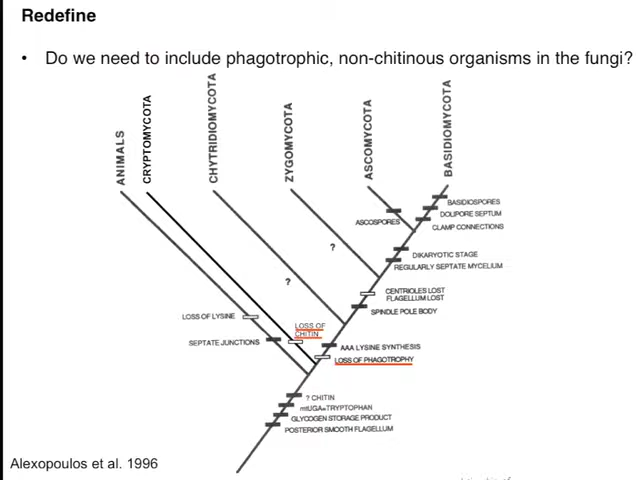 Redefine
• Do we need to include phagotrophic, non-chitinous organisms in the fungi?
ANIMALS
CRYPTOMYCOTA
CHYTRIDIOMYCOTA
ZYGOMYCOTA
ASCOMYCOTA
BASIDIOMYCOTA
BASIDIOSPORES
DOLIPORE SEPTUM
ASCOSPORES
CLAMP CONNECTIONS
?
DIKARYOTIC STAGE
REGULARLY SEPTATE MYCELIUM
?
CENTRIOLES LOST
FLAGELLUM LOST
SPINDLE POLE BODY
LOSS OF LYSINE
LOSS OF
CHITIN
SEPTATE JUNCTIONS
AAA LYSINE SYNTHESIS
LOSS OF PHAGOTROPHY
? CHITIN
mtUGA=TRYPTOPHAN
GLYCOGEN STORAGE PRODUCT
POSTERIOR SMOOTH FLAGELLUM
Alexopoulos et al. 1996